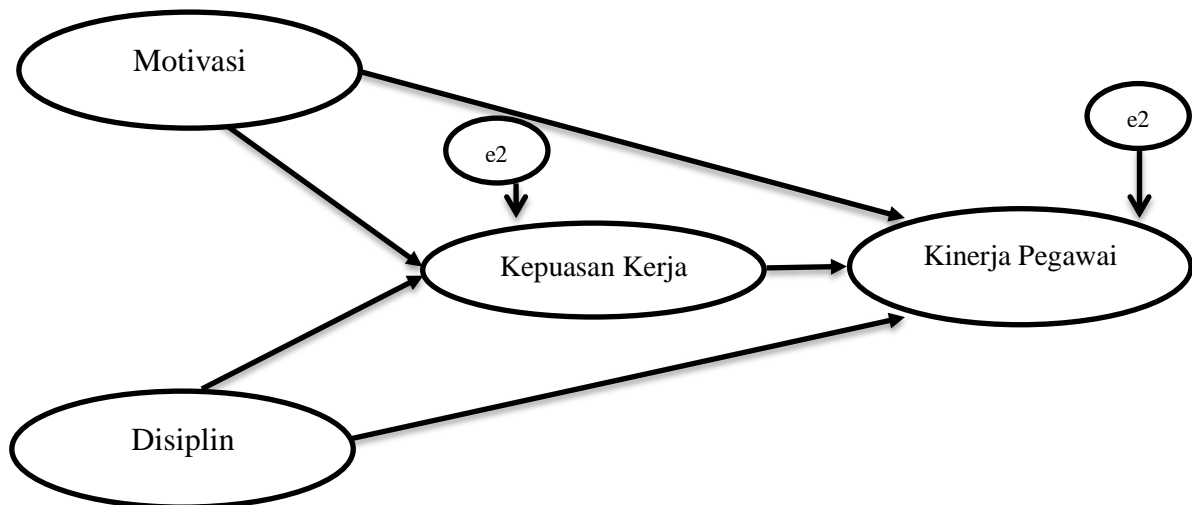 Motivasi
e2
e2
Kepuasan Kerja
Kinerja Pegawai
Disiplin